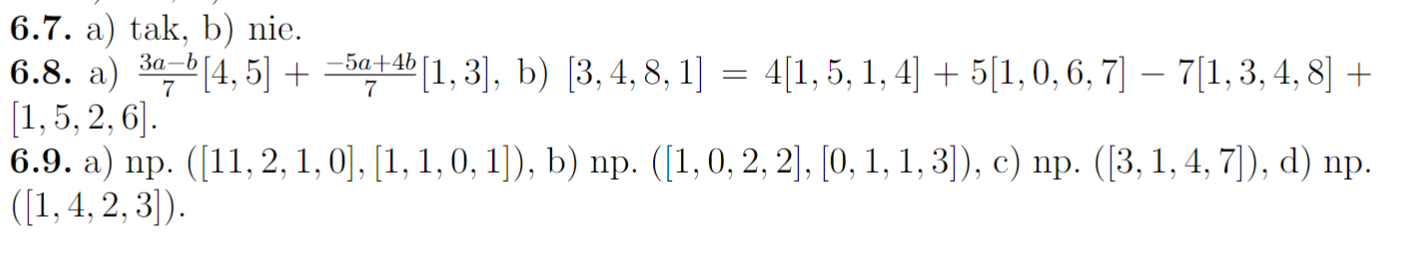 6.7. a) tak, b) nie.
6.8. a) \frac{3a-b}{7}[4, 5] + \frac{-5a+4b}{7}[1, 3], b) [3, 4, 8, 1] = 4[1, 5, 1, 4] + 5[1, 0, 6, 7] − 7[1, 3, 4, 8] +
[1, 5, 2, 6].
6.9. a) np. ([11, 2, 1, 0], [1, 1, 0, 1]), b) np. ([1, 0, 2, 2], [0, 1, 1, 3]), c) np. ([3, 1, 4, 7]), d) np.
([1, 4, 2, 3]).